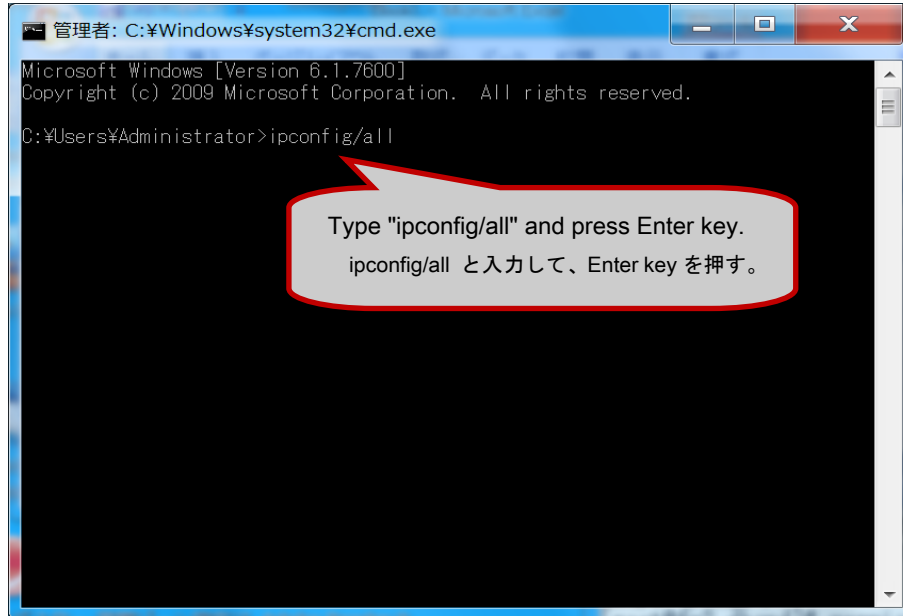 管理者: C:¥Windows¥system32¥cmd.exe
Microsoft Windows [Version 6.1.7600]
Copyright (c) 2009 Microsoft Corporation.  All rights reserved.
C:¥Users¥Administrator>ipconfig/all
Type "ipconfig/all" and press Enter key.
ipconfig/all と入力して、Enter key を押す。